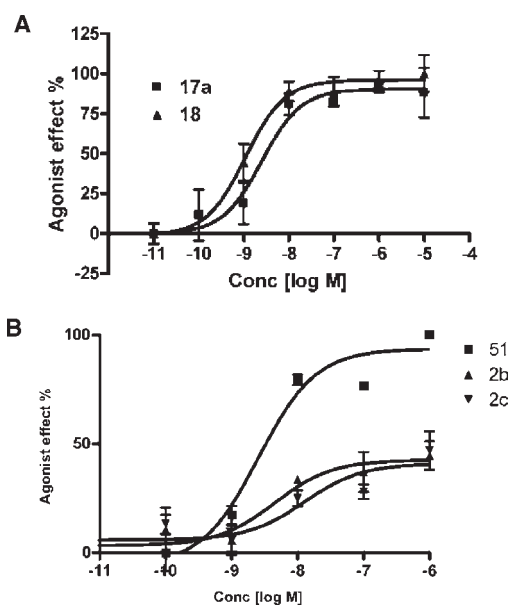 A
125
100
75
50
25
0
-25
Agonist effect %
17a
18
-11 -10 -9 -8 -7 -6 -5 -4
Conc [log M]
B
100
50
0
Agonist effect %
51
2b
2c
-11 -10 -9 -8 -7 -6
Conc [log M]